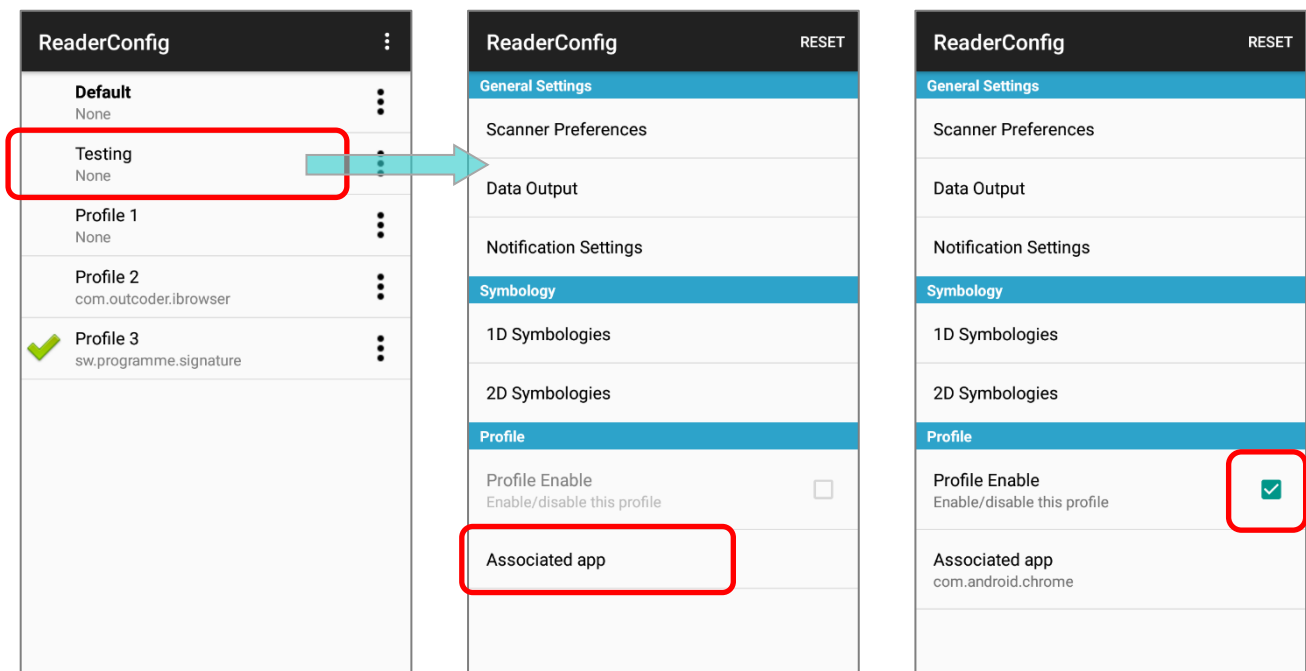 ReaderConfig
Default
None
Testing
None
Profile 1
None
Profile 2
com.outcoder.ibrowser
Profile 3
sw.programme.signature
ReaderConfig RESET
General Settings
Scanner Preferences
Data Output
Notification Settings
Symbology
1D Symbologies
2D Symbologies
Profile
Profile Enable
Enable/disable this profile
Associated app
ReaderConfig RESET
General Settings
Scanner Preferences
Data Output
Notification Settings
Symbology
1D Symbologies
2D Symbologies
Profile
Profile Enable
Enable/disable this profile
Associated app
com.android.chrome